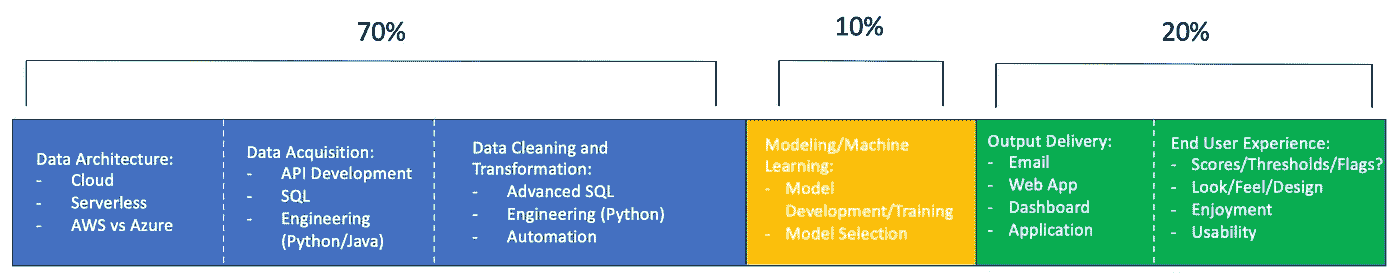 70%
10%
20%
Data Architecture:
- Cloud
- Serverless
- AWS vs Azure
Data Acquisition:
- API Development
- SQL
- Engineering
(Python/Java)
Data Cleaning and
Transformation:
- Advanced SQL
- Engineering (Python)
- Automation
Modeling/Machine
Learning:
- Model
Development/Training
- Model Selection
Output Delivery:
- Email
- Web App
- Dashboard
- Application
End User Experience:
- Scores/Thresholds/Flags?
- Look/Feel/Design
- Enjoyment
- Usability